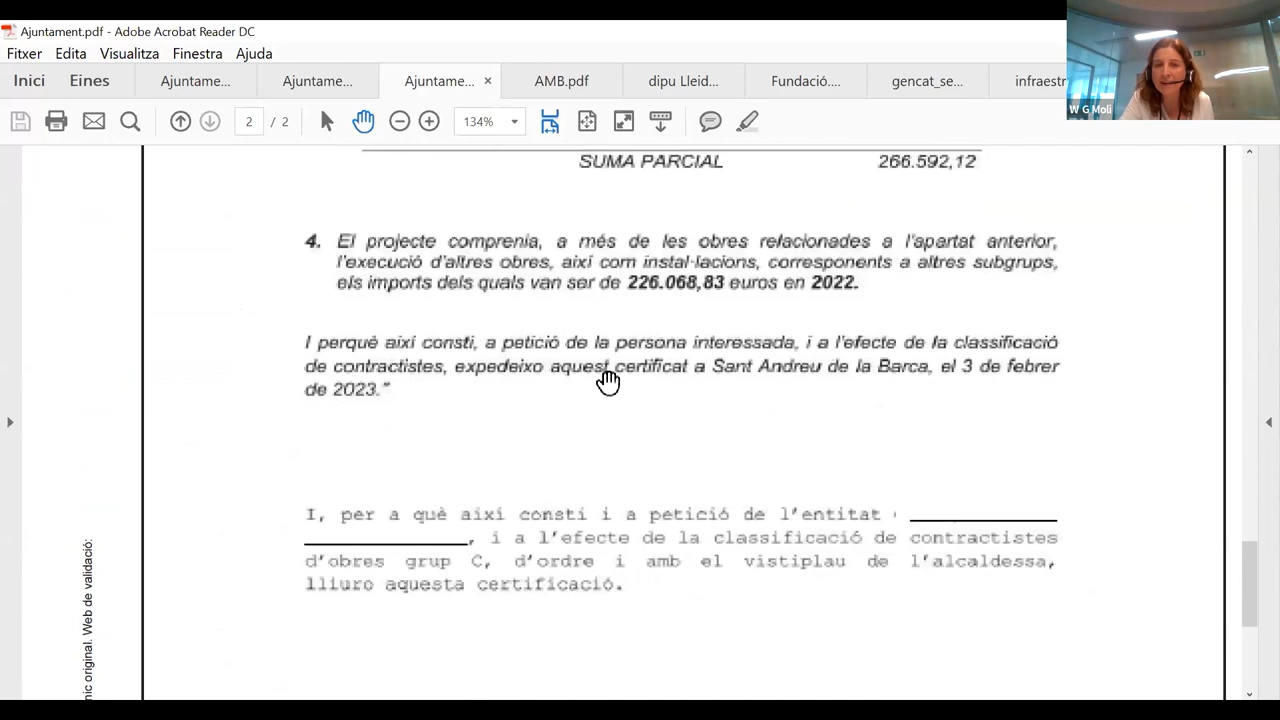 Ajuntament.pdf - Adobe Acrobat Reader DC
Fitxer Edita Visualitza Finestra Ajuda
Inici Eines Ajuntame... Ajuntame... Ajuntame... × AMB.pdf dipu Lleid... Fundació.... gencat_se... infraestr
W G Moli
2 / 2 134%
SUMA PARCIAL 266.592,12
4. El projecte comprenia, a més de les obres relacionades a l'apartat anterior,
l'execució d'altres obres, així com instal·lacions, corresponents a altres subgrups,
els imports dels quals van ser de 226.068,83 euros en 2022.
I perquè així consti, a petició de la persona interessada, i a l'efecte de la classificació
de contractistes, expedeixo aquest certificat a Sant Andreu de la Barca, el 3 de febrer
de 2023."
I, per a què així consti i a petició de l'entitat
, i a l'efecte de la classificació de contractistes
d'obres grup C, d'ordre i amb el vistiplau de l'alcaldessa,
lliuro aquesta certificació.
nic original. Web de validació: